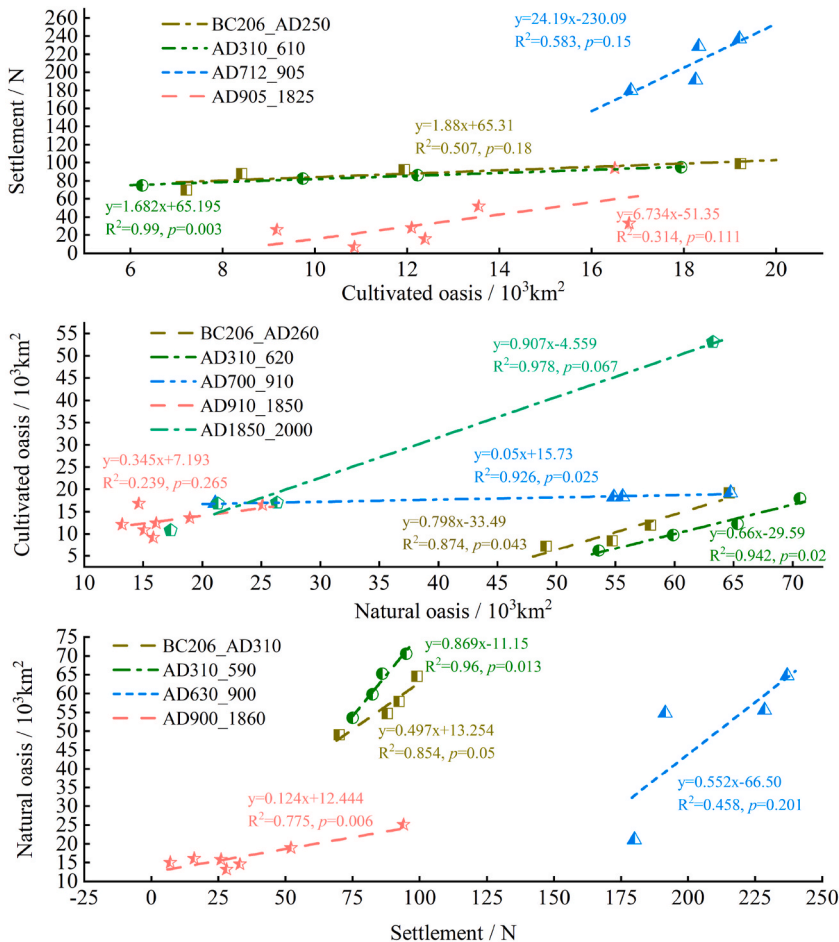 260
240
220
200
180
160
140
120
100
80
60
40
20
0
Settlement / N
BC206_AD250
AD310_610
AD712_905
AD905_1825
y=24.19x-230.09
R²=0.583, p=0.15
y=1.88x+65.31
R²=0.507, p=0.18
y=1.682x+65.195
R²=0.99, p=0.003
y=6.734x-51.35
R²=0.314, p=0.111
6 8 10 12 14 16 18 20
Cultivated oasis / 10³km²
55
50
45
40
35
30
25
20
15
10
5
Cultivated oasis / 10³km²
BC206_AD260
AD310_620
AD700_910
AD910_1850
AD1850_2000
y=0.907x-4.559
R²=0.978, p=0.067
y=0.345x+7.193
R²=0.239, p=0.265
y=0.05x+15.73
R²=0.926, p=0.025
y=0.798x-33.49
R²=0.874, p=0.043
y=0.66x-29.59
R²=0.942, p=0.02
10 15 20 25 30 35 40 45 50 55 60 65 70
Natural oasis / 10³km²
75
70
65
60
55
50
45
40
35
30
25
20
15
10
Natural oasis / 10³km²
BC206_AD310
AD310_590
AD630_900
AD900_1860
y=0.869x-11.15
R²=0.96, p=0.013
y=0.497x+13.254
R²=0.854, p=0.05
y=0.552x-66.50
R²=0.458, p=0.201
y=0.124x+12.444
R²=0.775, p=0.006
-25 0 25 50 75 100 125 150 175 200 225 250
Settlement / N